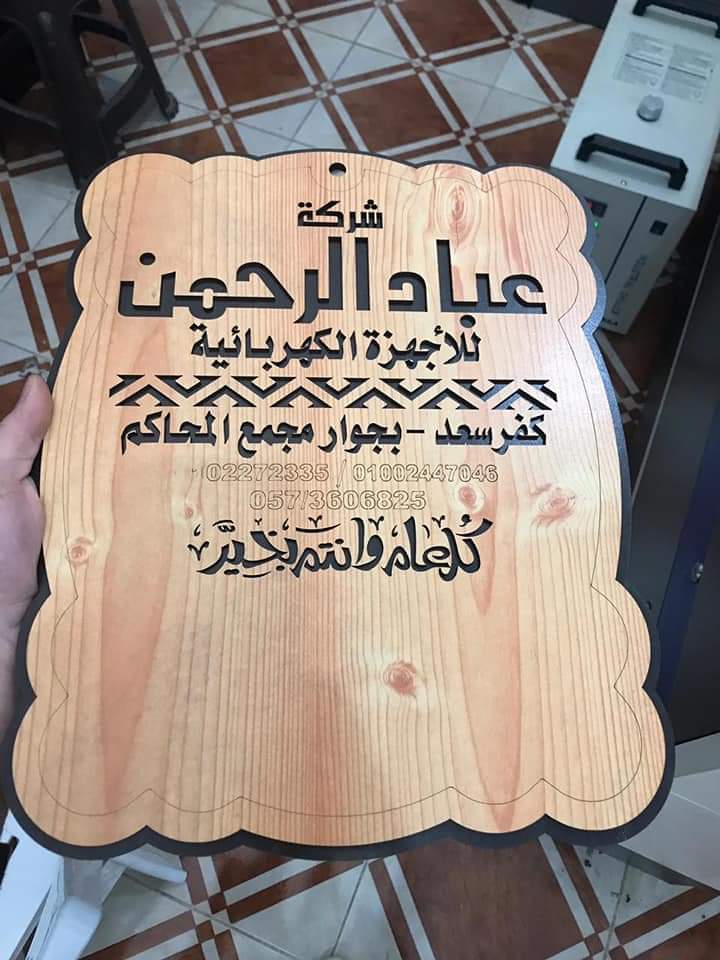 شركة
عباد الرحمن
للأجهزة الكهربائية
كفر سعد - بجوار مجمع المحاكم
02272335 / 01002447046
057/3606825
كل عام وانتم بخير